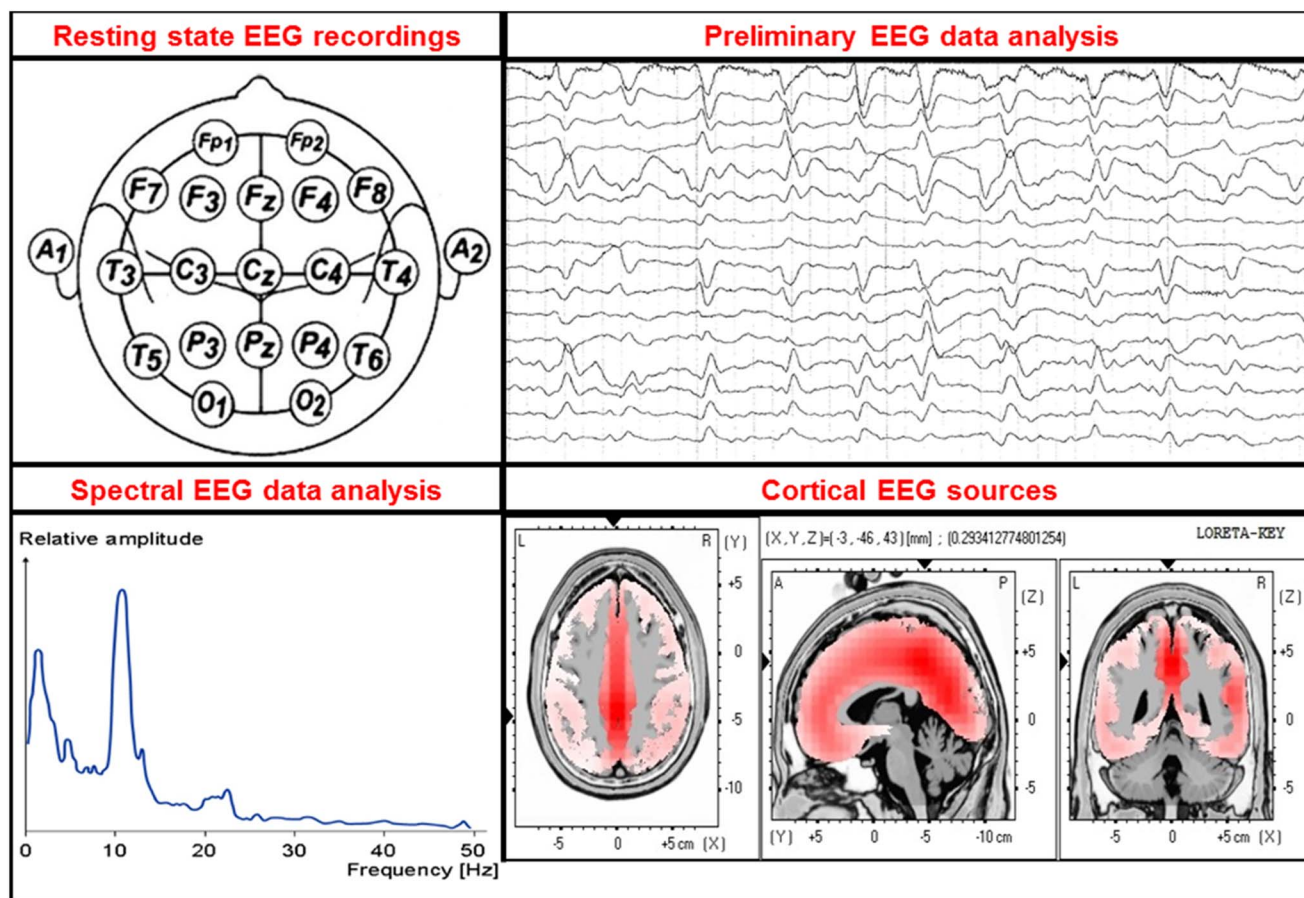 Resting state EEG recordings
Preliminary EEG data analysis
Fp1 Fp2
F7 F3 Fz F4 F8
A1 T3 C3 Cz C4 T4 A2
T5 P3 Pz P4 T6
O1 O2
Spectral EEG data analysis
Cortical EEG sources
Relative amplitude
0 10 20 30 40 50
Frequency [Hz]
(X,Y,Z)=(-3,-46,43)[mm] ; (0.293412774801254)
LORETA-KEY
L R (Y)
+5
0
-5
-10
-5 0 +5 cm (X)
A P (Z)
+5
0
-5
(Y) +5 0 -5 -10 cm
L R (Z)
+5
0
-5
-5 0 +5 cm (X)